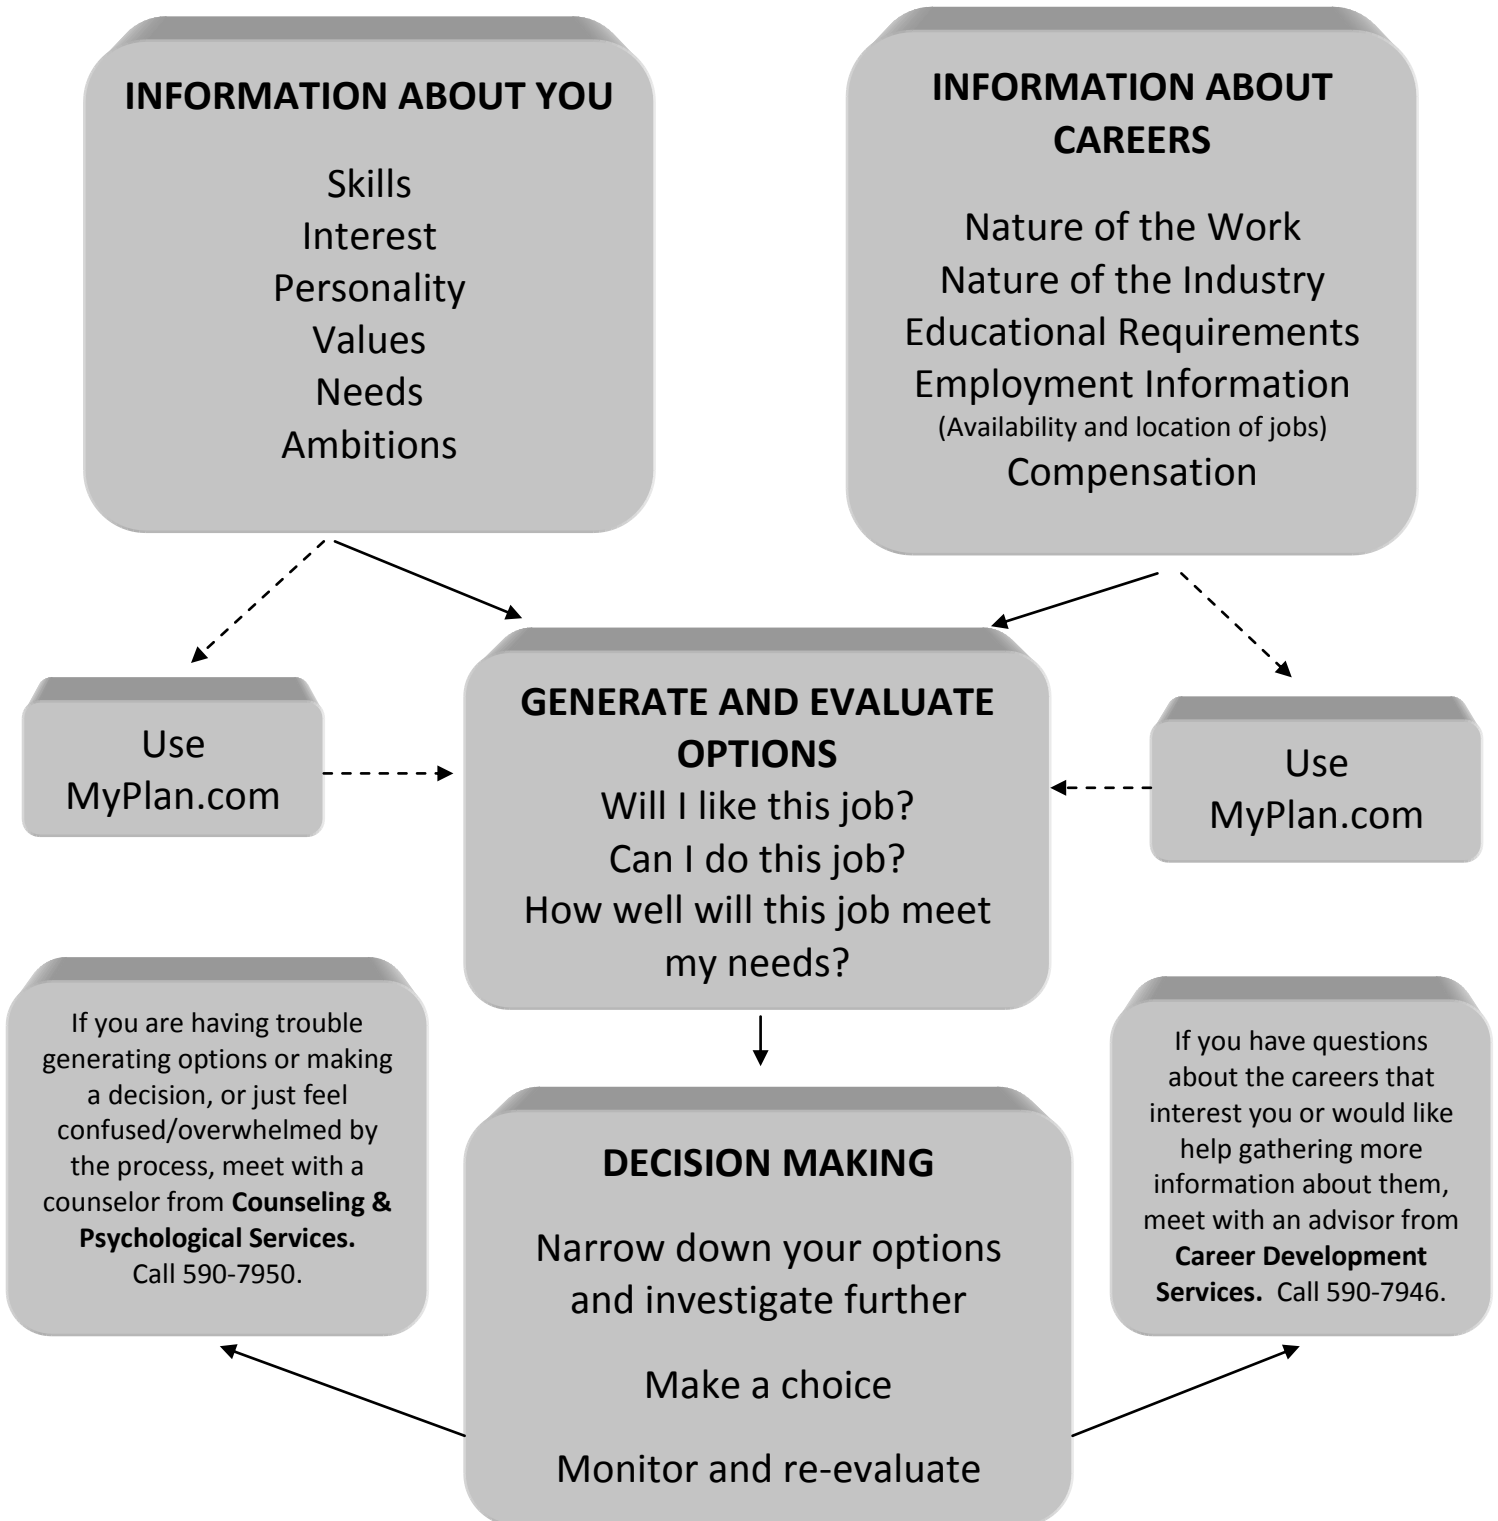 INFORMATION ABOUT YOU
Skills
Interest
Personality
Values
Needs
Ambitions
INFORMATION ABOUT
CAREERS
Nature of the Work
Nature of the Industry
Educational Requirements
Employment Information
(Availability and location of jobs)
Compensation
Use
MyPlan.com
GENERATE AND EVALUATE
OPTIONS
Will I like this job?
Can I do this job?
How well will this job meet
my needs?
Use
MyPlan.com
If you are having trouble
generating options or making
a decision, or just feel
confused/overwhelmed by
the process, meet with a
counselor from Counseling &
Psychological Services.
Call 590-7950.
DECISION MAKING
Narrow down your options
and investigate further
Make a choice
Monitor and re-evaluate
If you have questions
about the careers that
interest you or would like
help gathering more
information about them,
meet with an advisor from
Career Development
Services.  Call 590-7946.